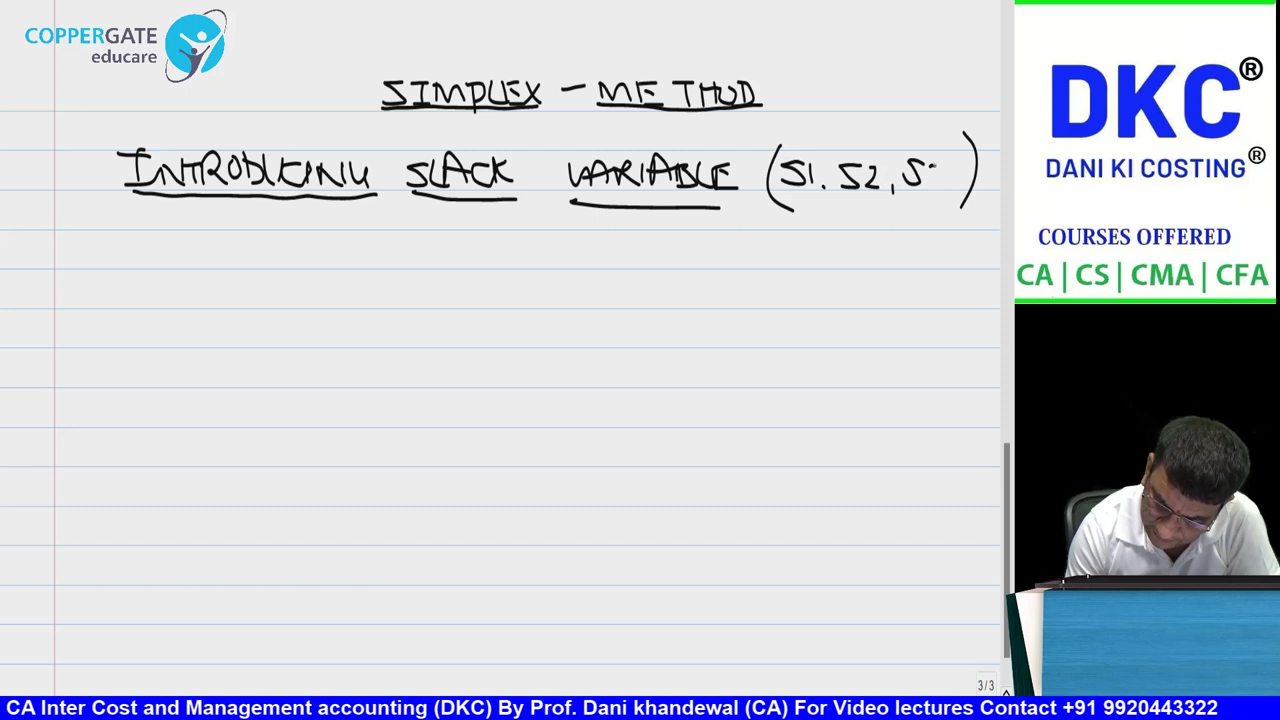 COPPERGATE
educare
SIMPLEX - METHOD
INTRODUCING SLACK VARIABLE (S1. S2, S
DKC®
DANI KI COSTING®
COURSES OFFERED
CA | CS | CMA | CFA
3/3
CA Inter Cost and Management accounting (DKC) By Prof. Dani khandewal (CA) For Video lectures Contact +91 9920443322